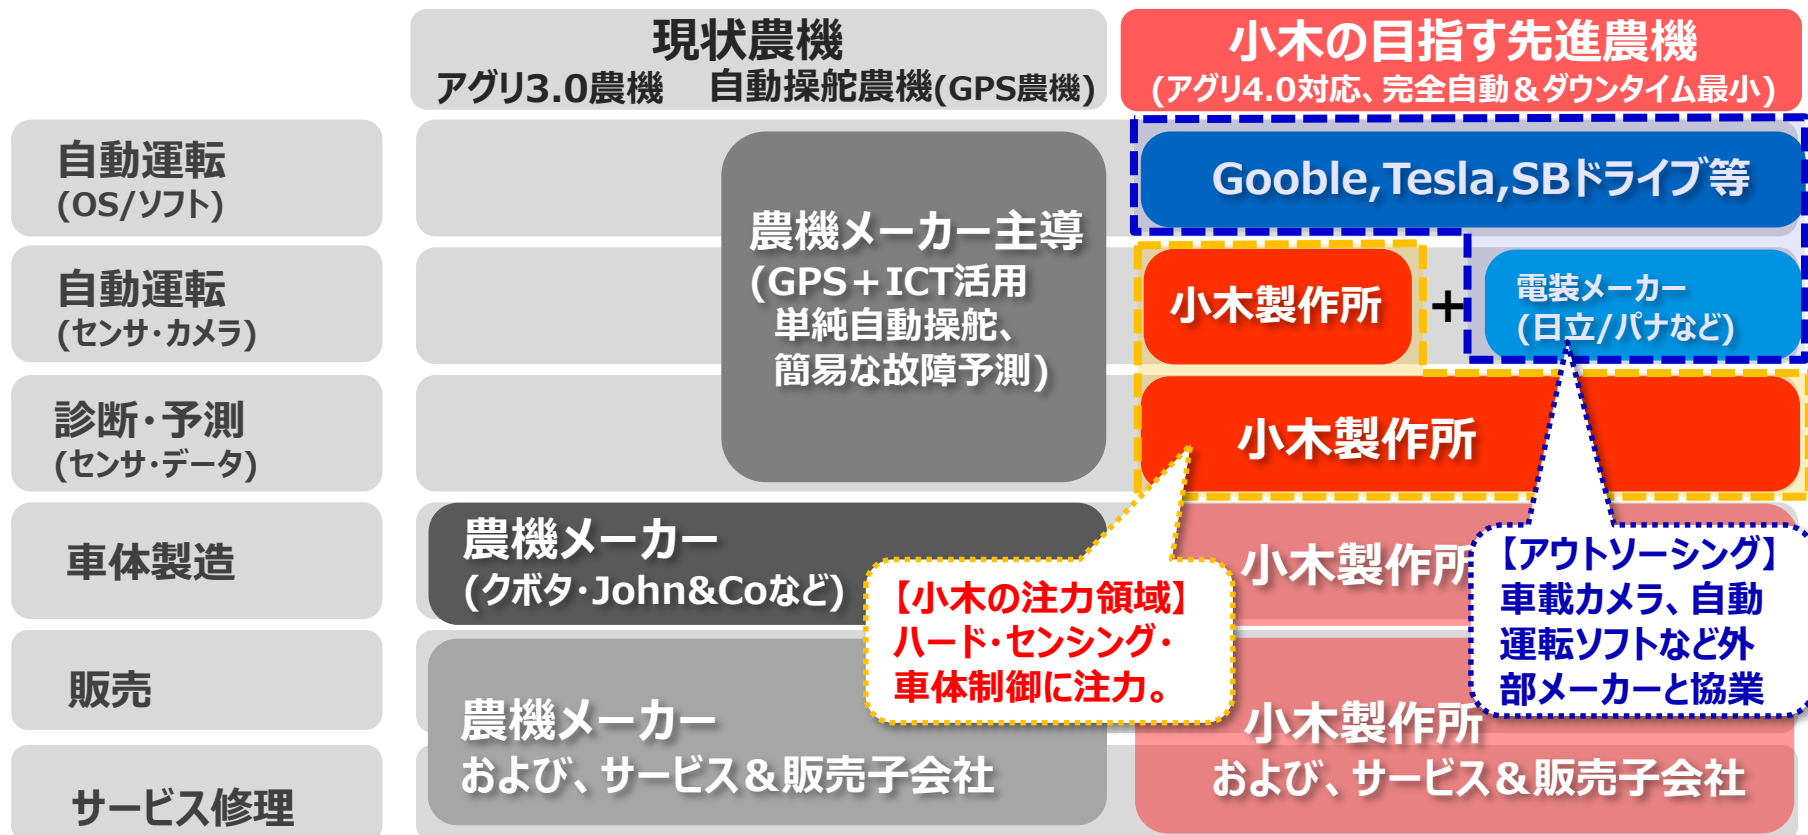 現状農機
アグリ3.0農機 自動操舵農機(GPS農機)
小木の目指す先進農機
(アグリ4.0対応、完全自動&ダウンタイム最小)
自動運転
(OS/ソフト)
農機メーカー主導
(GPS+ICT活用
単純自動操舵、
簡易な故障予測)
Gooble,Tesla,SBドライブ等
自動運転
(センサ・カメラ)
小木製作所
+
電装メーカー
(日立/パナなど)
診断・予測
(センサ・データ)
小木製作所
車体製造
農機メーカー
(クボタ・John&Coなど)
小木製作所
【小木の注力領域】
ハード・センシング・
車体制御に注力。
【アウトソーシング】
車載カメラ、自動
運転ソフトなど外
部メーカーと協業
販売
農機メーカー
および、サービス&販売子会社
小木製作所
および、サービス&販売子会社
サービス修理